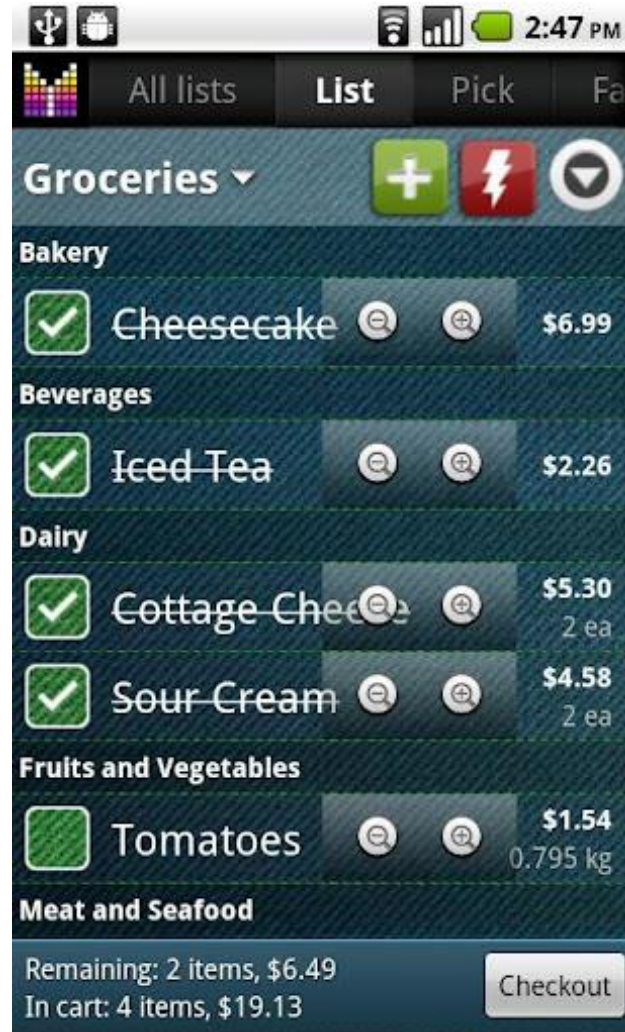 2:47 PM
All lists List Pick Fa
Groceries
Bakery
Cheesecake $6.99
Beverages
Iced Tea $2.26
Dairy
Cottage Cheese $5.30
2 ea
Sour Cream $4.58
2 ea
Fruits and Vegetables
Tomatoes $1.54
0.795 kg
Meat and Seafood
Remaining: 2 items, $6.49
In cart: 4 items, $19.13
Checkout